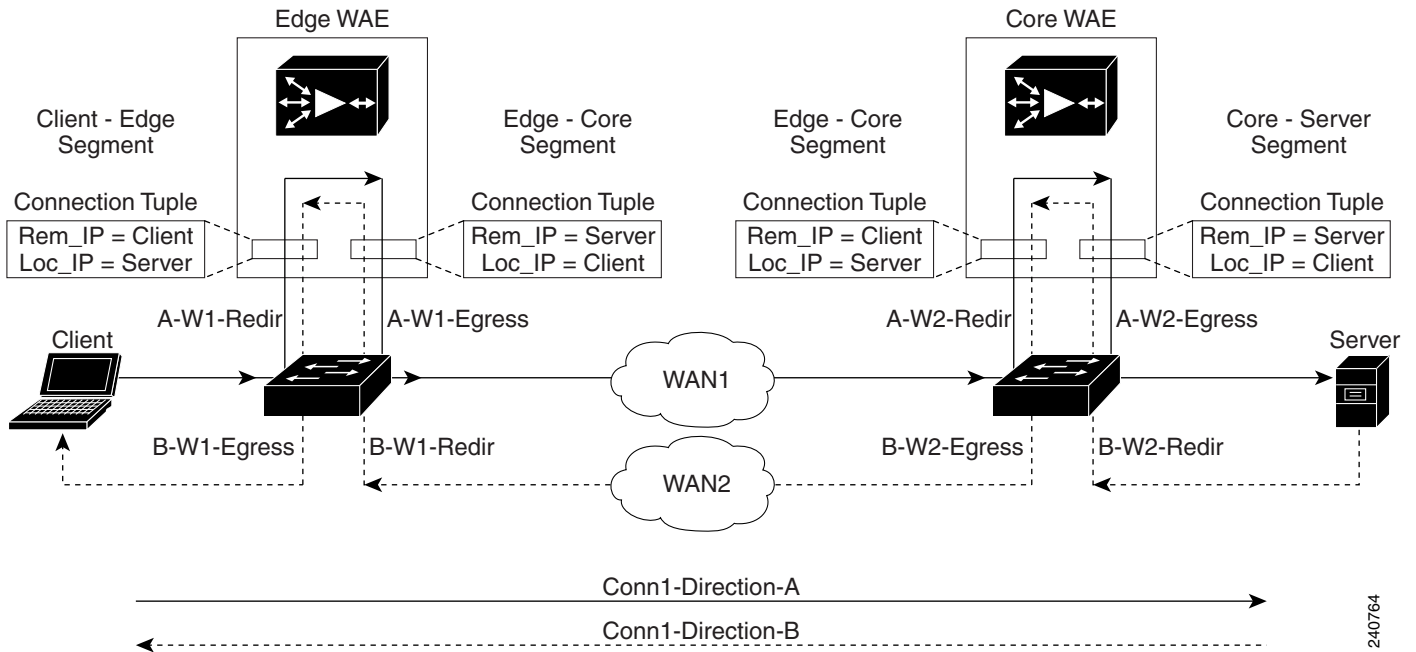 Edge WAE
Core WAE
Client - Edge
Segment
Edge - Core
Segment
Edge - Core
Segment
Core - Server
Segment
Connection Tuple
Rem_IP = Client
Loc_IP = Server
Connection Tuple
Rem_IP = Server
Loc_IP = Client
Connection Tuple
Rem_IP = Client
Loc_IP = Server
Connection Tuple
Rem_IP = Server
Loc_IP = Client
A-W1-Redir
A-W1-Egress
A-W2-Redir
A-W2-Egress
Client
Server
WAN1
B-W1-Egress
B-W1-Redir
B-W2-Egress
B-W2-Redir
WAN2
Conn1-Direction-A
Conn1-Direction-B
240764